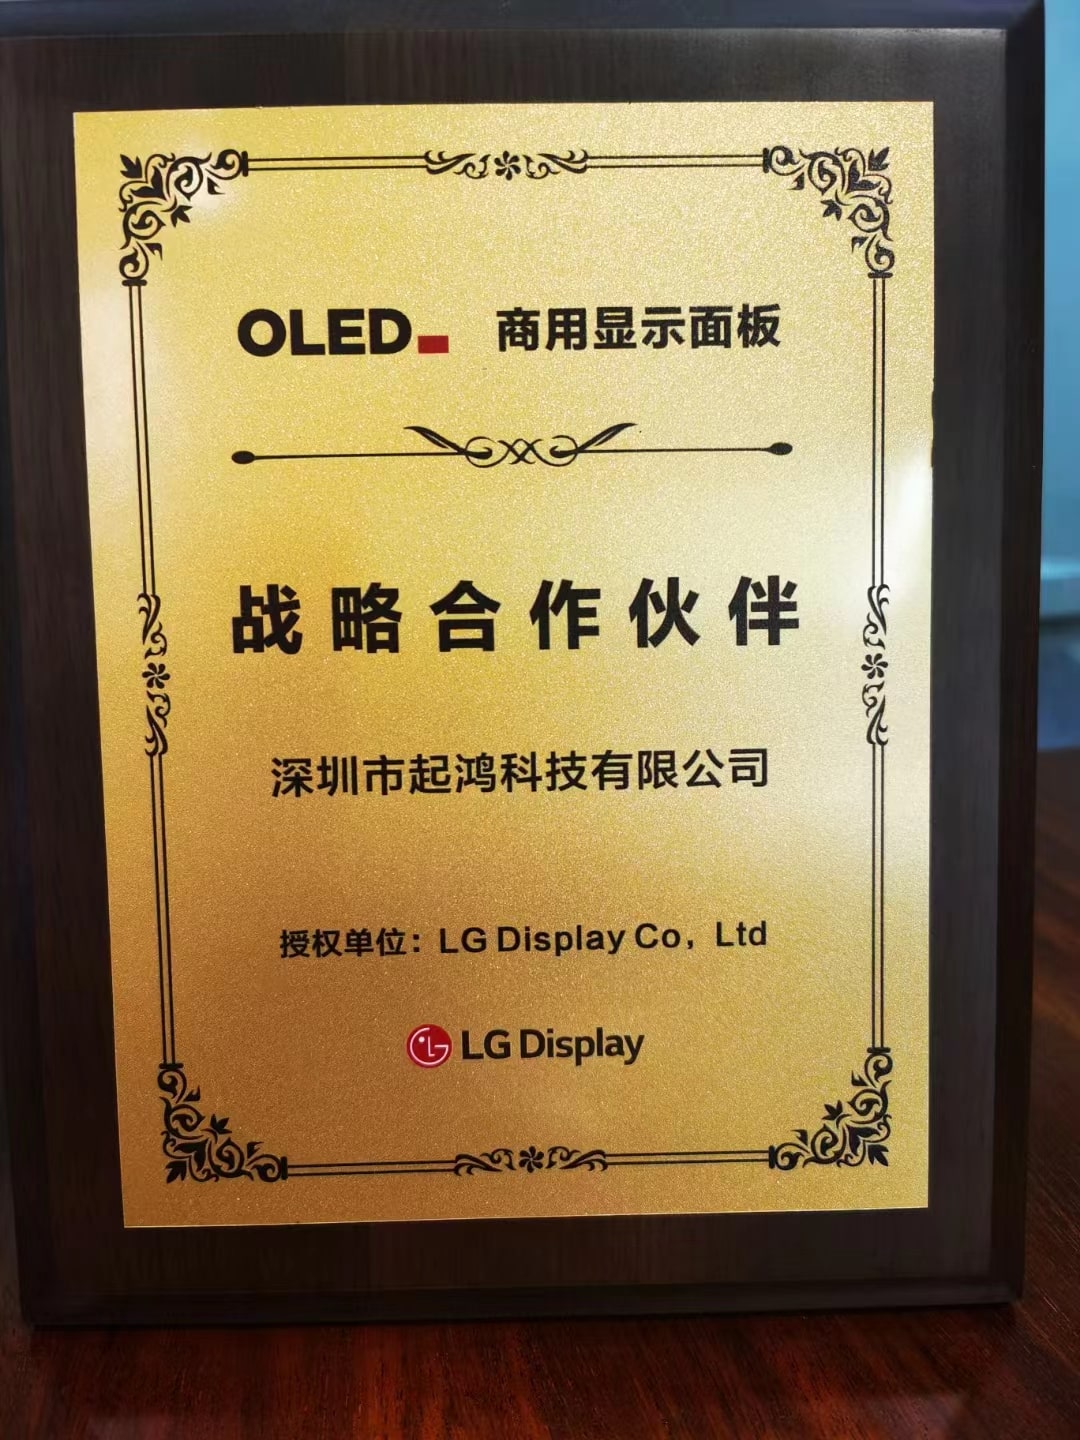 OLED 商用显示面板
战略合作伙伴
深圳市起鸿科技有限公司
授权单位：LG Display Co，Ltd
LG Display